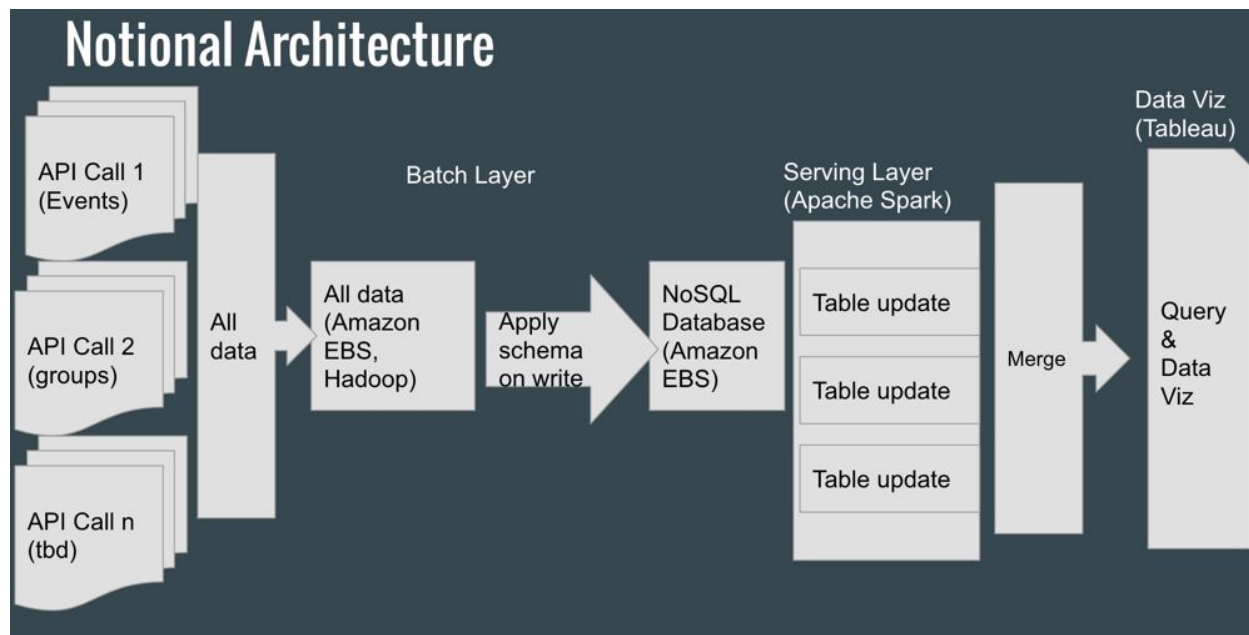 Notional Architecture
API Call 1
(Events)
API Call 2
(groups)
API Call n
(tbd)
All
data
Batch Layer
All data
(Amazon
EBS,
Hadoop)
Apply
schema
on write
NoSQL
Database
(Amazon
EBS)
Serving Layer
(Apache Spark)
Table update
Table update
Table update
Merge
Data Viz
(Tableau)
Query
&
Data
Viz